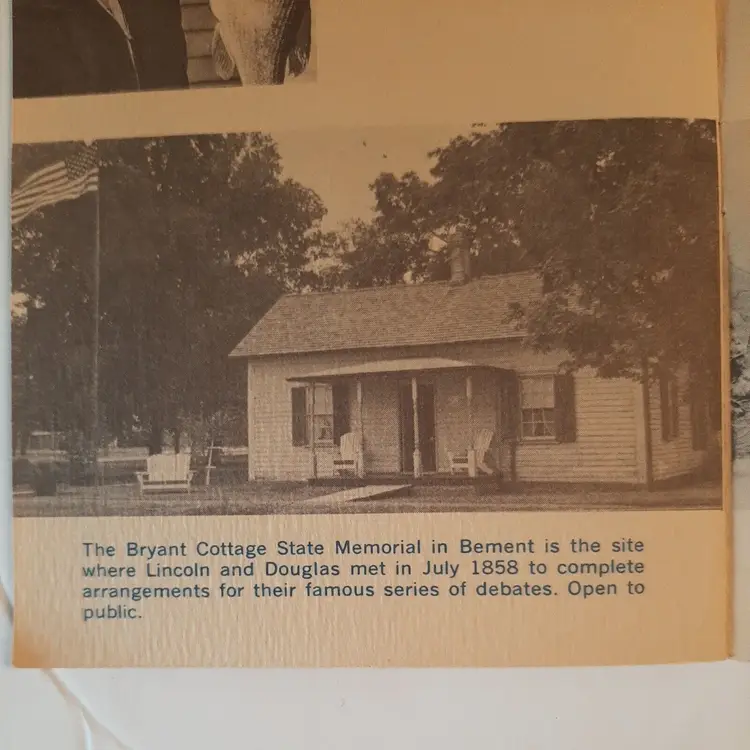 The Bryant Cottage State Memorial in Bement is the site
where Lincoln and Douglas met in July 1858 to complete
arrangements for their famous series of debates. Open to
public.